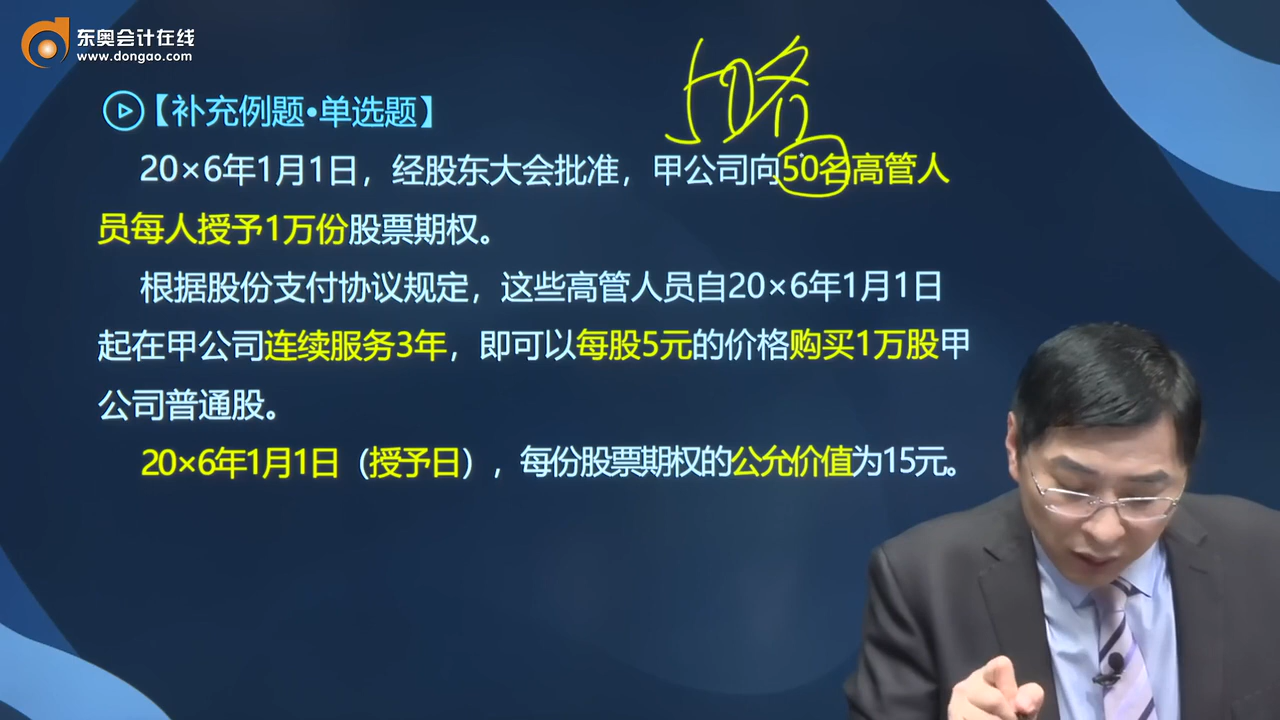 东奥会计在线
www.dongao.com
50名
【补充例题•单选题】
20×6年1月1日，经股东大会批准，甲公司向50名高管人
员每人授予1万份股票期权。
根据股份支付协议规定，这些高管人员自20×6年1月1日
起在甲公司连续服务3年，即可以每股5元的价格购买1万股甲
公司普通股。
20×6年1月1日（授予日），每份股票期权的公允价值为15元。